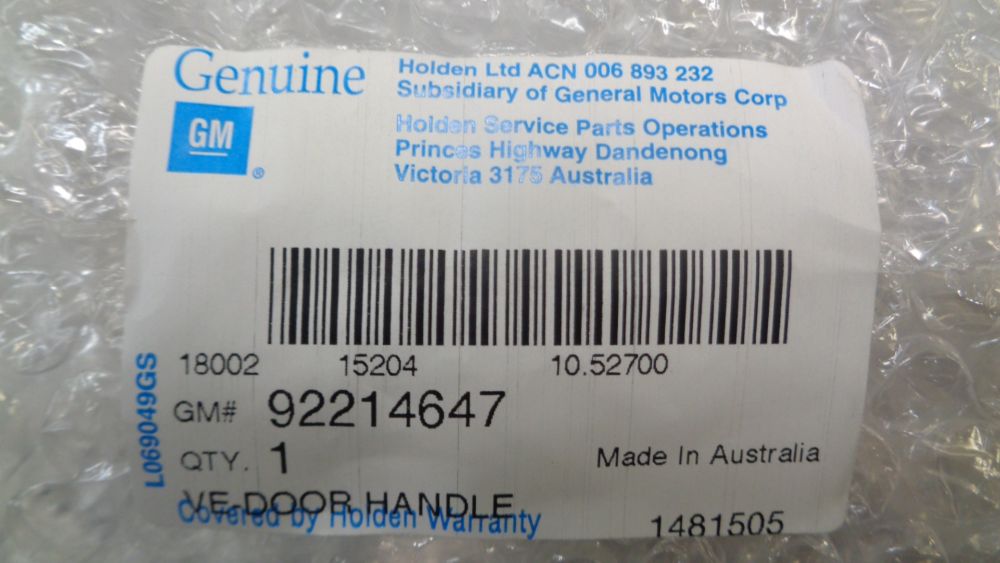 Genuine
GM
®
Holden Ltd ACN 006 893 232
Subsidiary of General Motors Corp
Holden Service Parts Operations
Princes Highway Dandenong
Victoria 3175 Australia
18002 15204 10.52700
GM# 92214647
QTY. 1
Made In Australia
VE-DOOR HANDLE
Covered by Holden Warranty
1481505
L069049GS